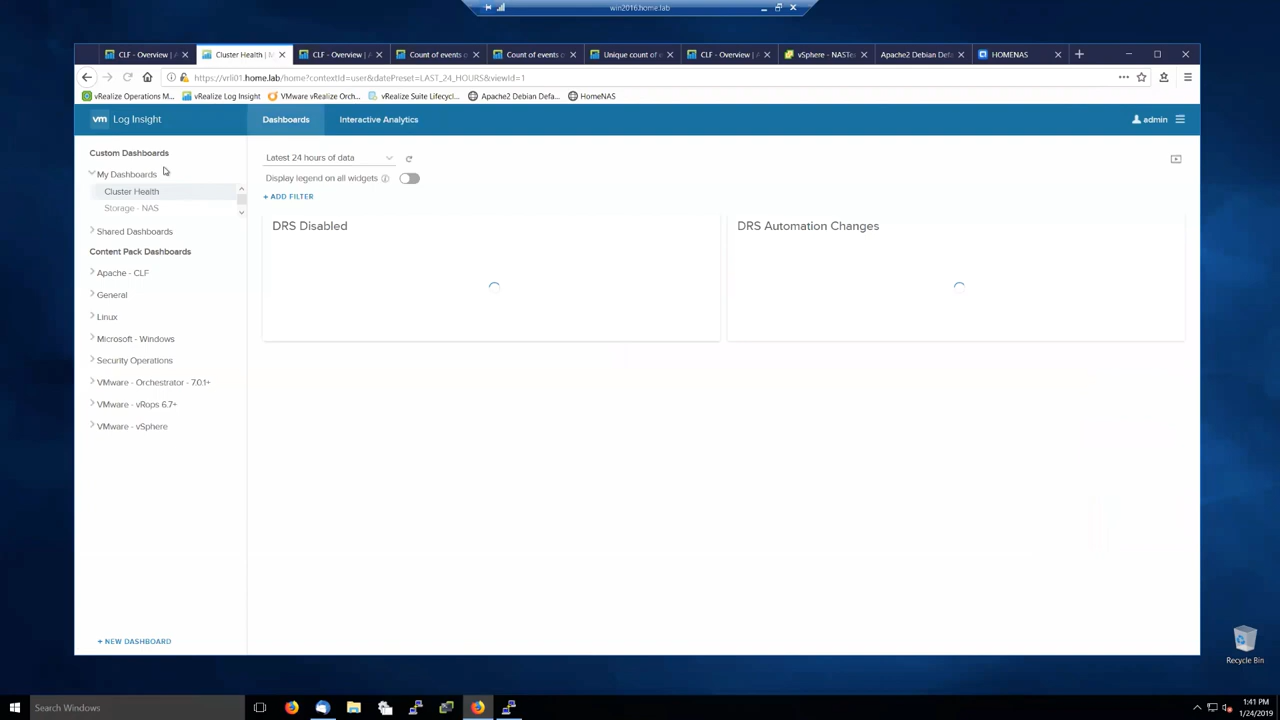 win2016.home.lab
CLF - Overview | A
Cluster Health | M
CLF - Overview | A
Count of events o
Count of events o
Unique count of e
CLF - Overview | A
vSphere - NASTes
Apache2 Debian Def
HOMENAS
https://vrli01.home.lab/home?contextId=user&datePreset=LAST_24_HOURS&viewId=1
vRealize Operations M...
vRealize Log Insight
VMware vRealize Orch...
vRealize Suite Lifecycl...
Apache2 Debian Defa...
HomeNAS
vm Log Insight
Dashboards
Interactive Analytics
admin
Custom Dashboards
My Dashboards
Cluster Health
Storage - NAS
Shared Dashboards
Content Pack Dashboards
Apache - CLF
General
Linux
Microsoft - Windows
Security Operations
VMware - Orchestrator - 7.0.1+
VMware - vRops 6.7+
VMware - vSphere
+ NEW DASHBOARD
Latest 24 hours of data
Display legend on all widgets
+ ADD FILTER
DRS Disabled
DRS Automation Changes
Recycle Bin
Search Windows
1:41 PM
1/24/2019